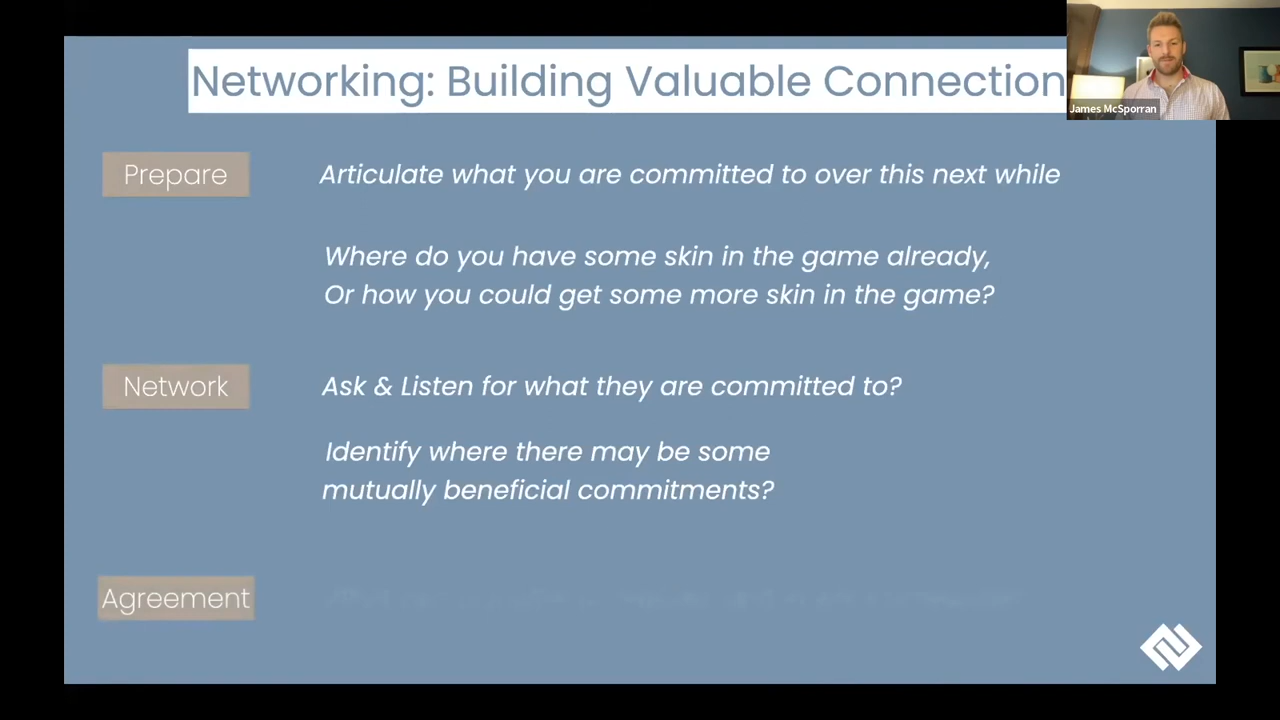 Networking: Building Valuable Connection
James McSporran
Prepare
Articulate what you are committed to over this next while
Where do you have some skin in the game already,
Or how you could get some more skin in the game?
Network
Ask & Listen for what they are committed to?
Identify where there may be some
mutually beneficial commitments?
Agreement